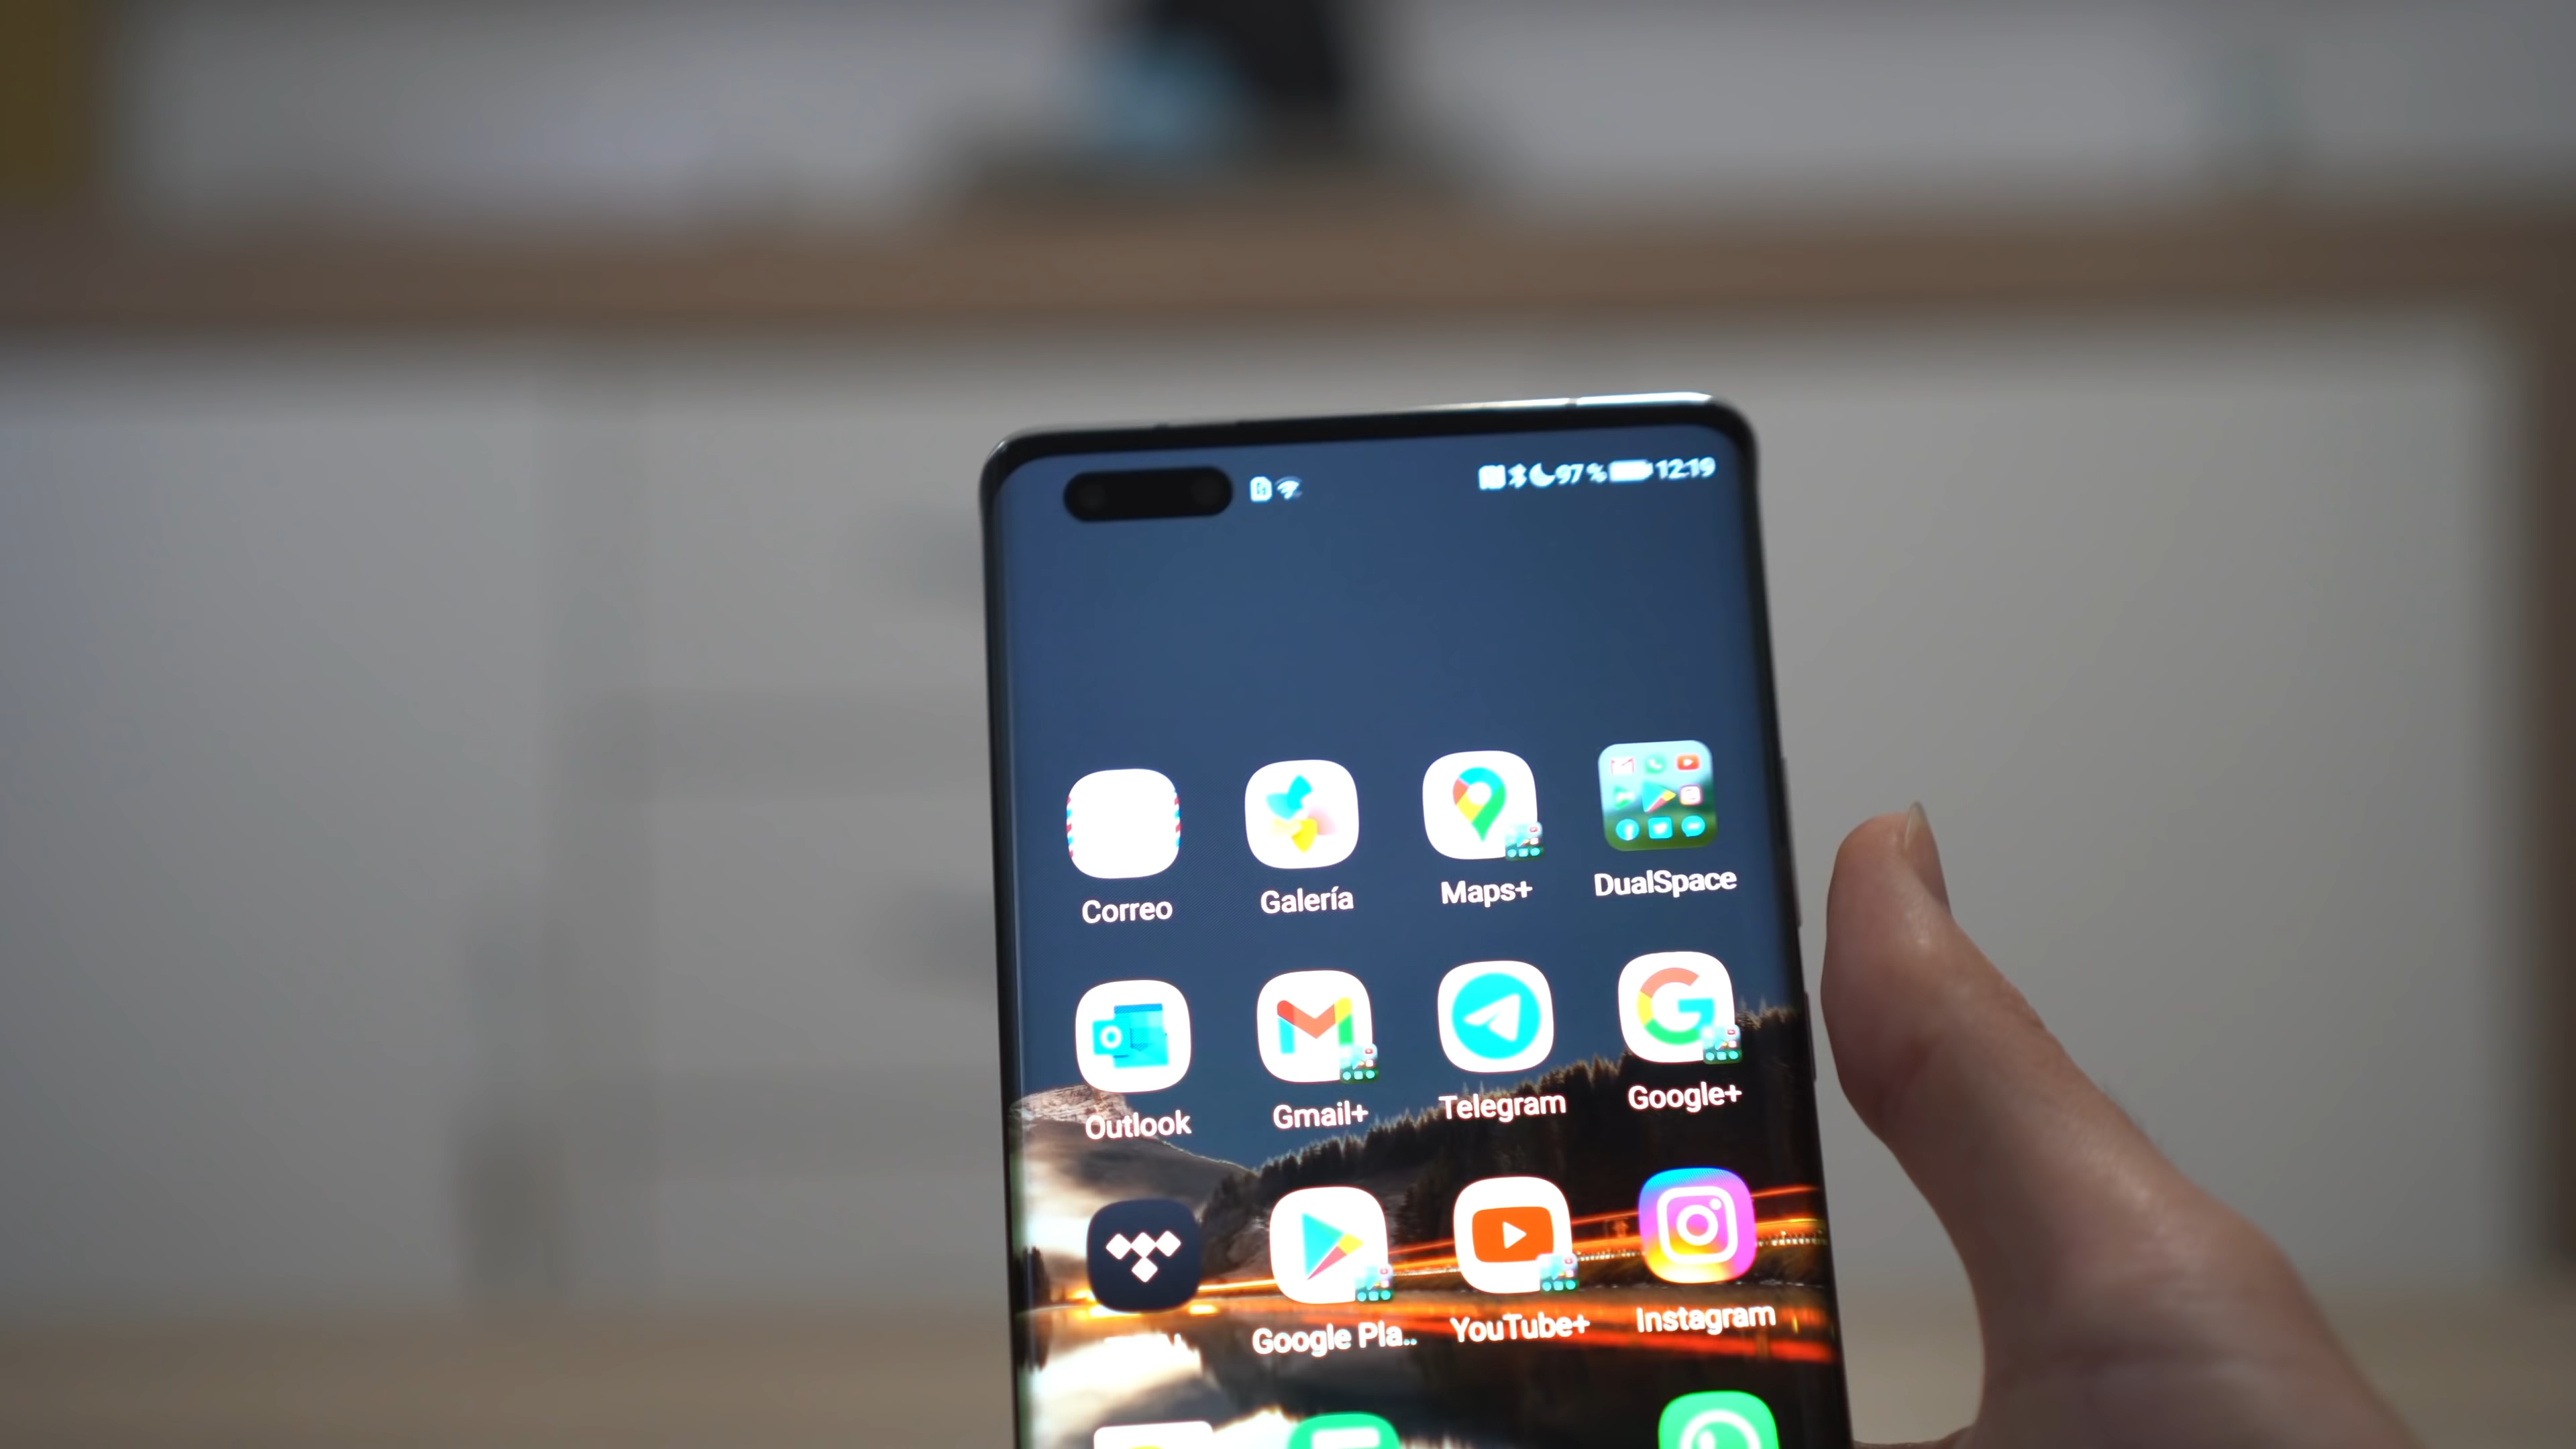 97 % 12:19
Correo Galería Maps+ DualSpace
Outlook Gmail+ Telegram Google+
Google Pla.. YouTube+ Instagram